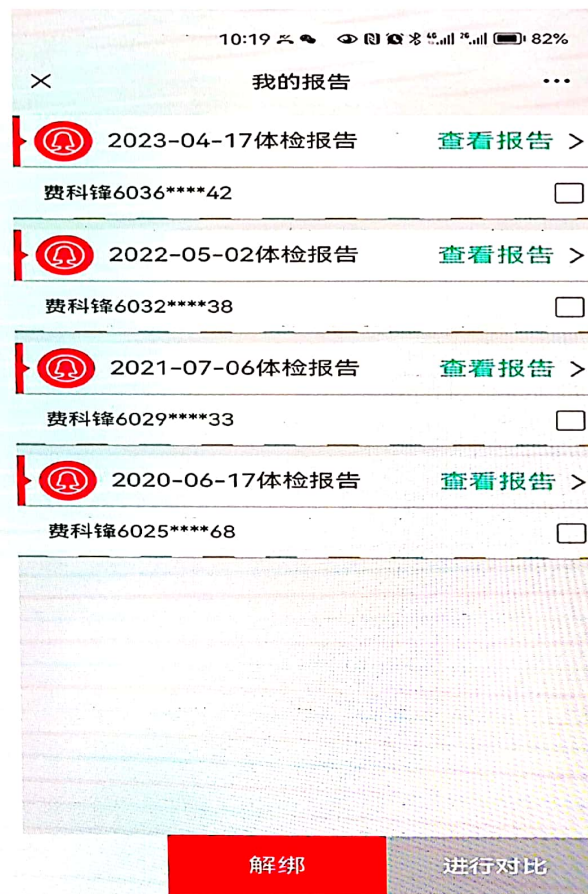 10:19 46 26 82%
我的报告
2023-04-17体检报告 查看报告 >
费科锋6036****42
2022-05-02体检报告 查看报告 >
费科锋6032****38
2021-07-06体检报告 查看报告 >
费科锋6029****33
2020-06-17体检报告 查看报告 >
费科锋6025****68
解绑 进行对比